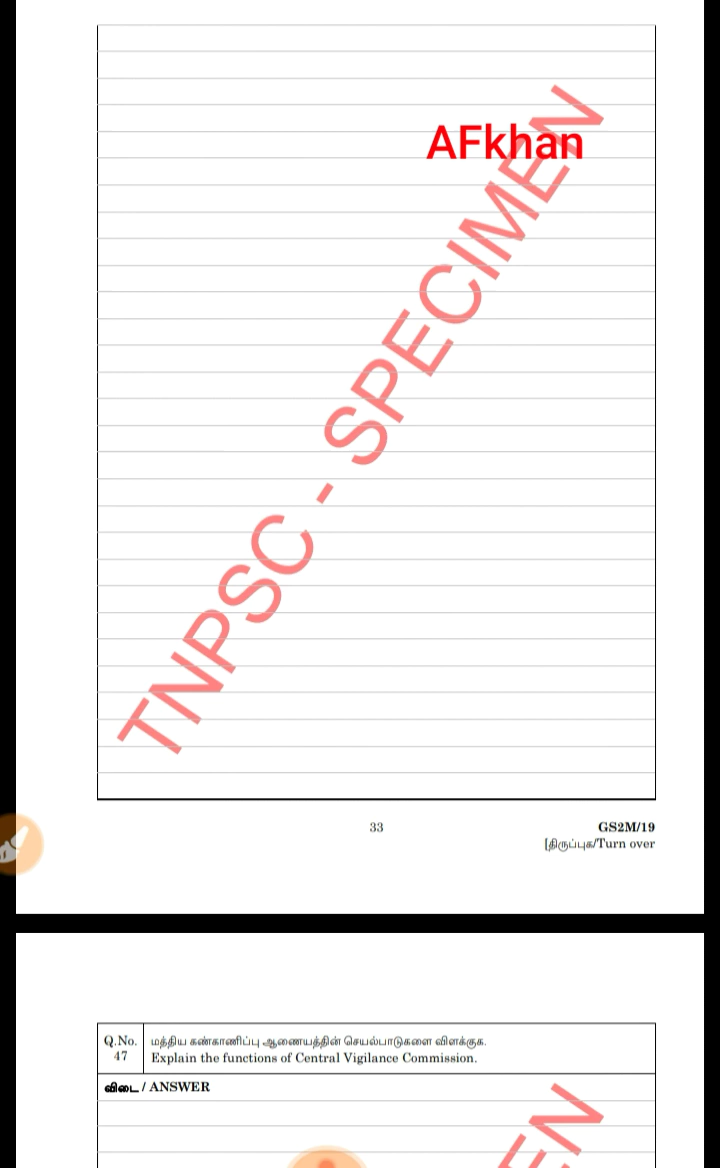 AFkhan
TNPSC - SPECIMEN
33
GS2M/19
[திருப்புக/Turn over
Q.No. மத்திய கண்காணிப்பு ஆணையத்தின் செயல்பாடுகளை விளக்குக.
47 Explain the functions of Central Vigilance Commission.
விடை / ANSWER
EN